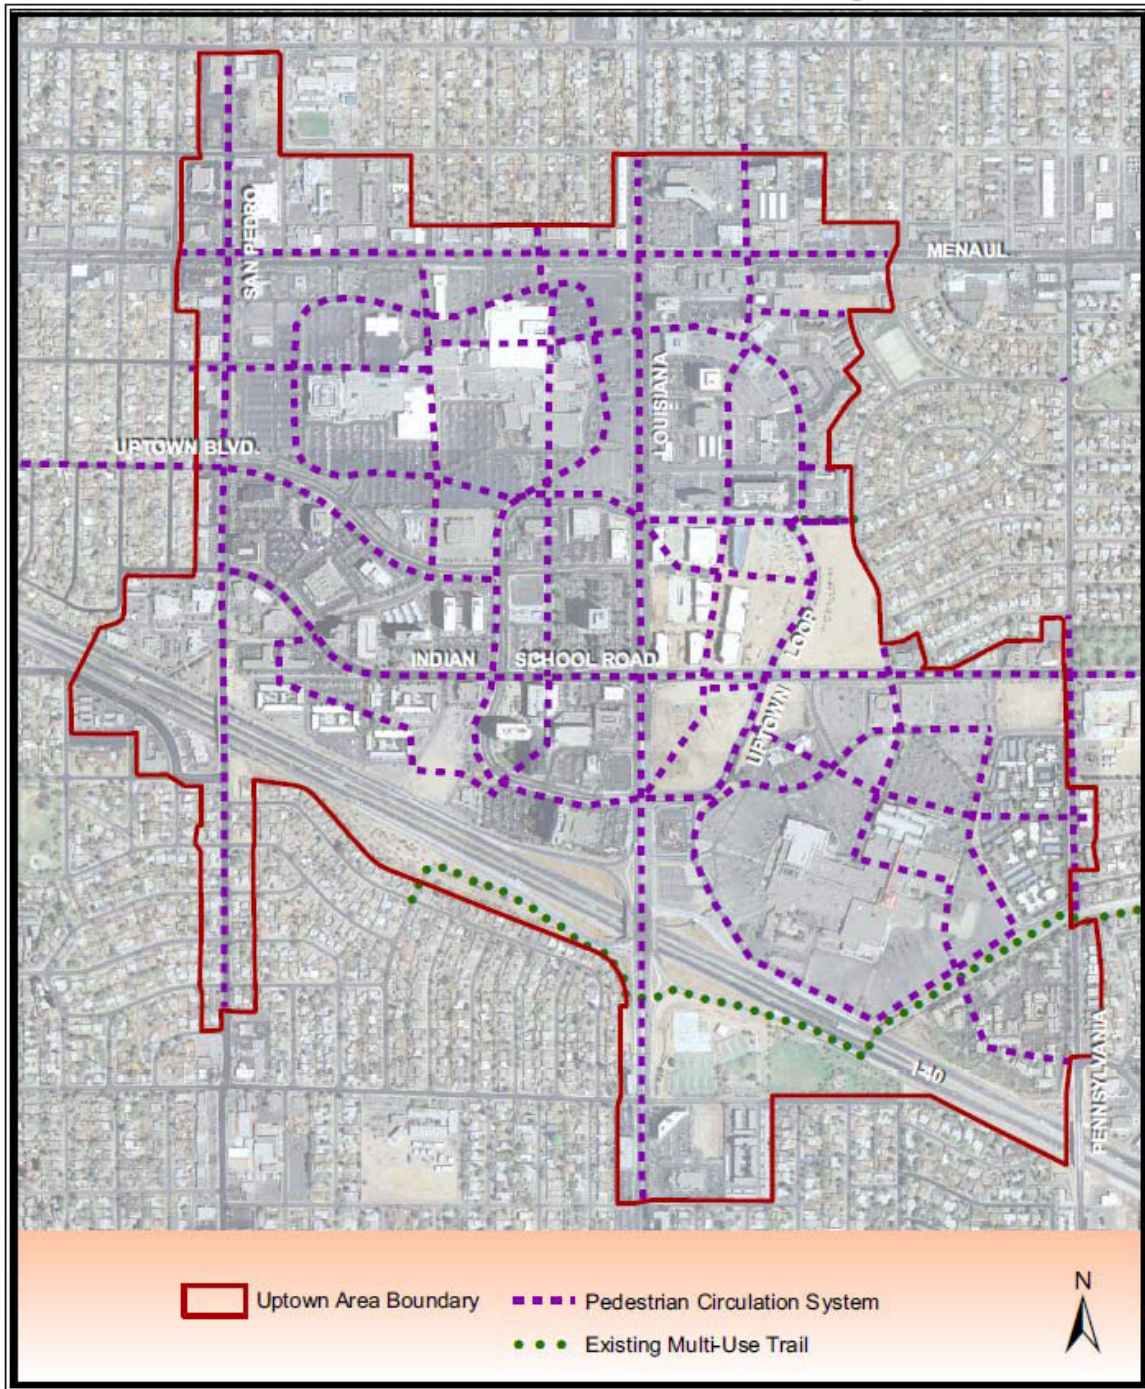 SAN PEDRO
MENAUL
LOUISIANA
UPTOWN BLVD.
LOOP
INDIAN SCHOOL ROAD
UPTOWN
I-40
PENNSYLVANIA
N
Uptown Area Boundary
Pedestrian Circulation System
Existing Multi-Use Trail